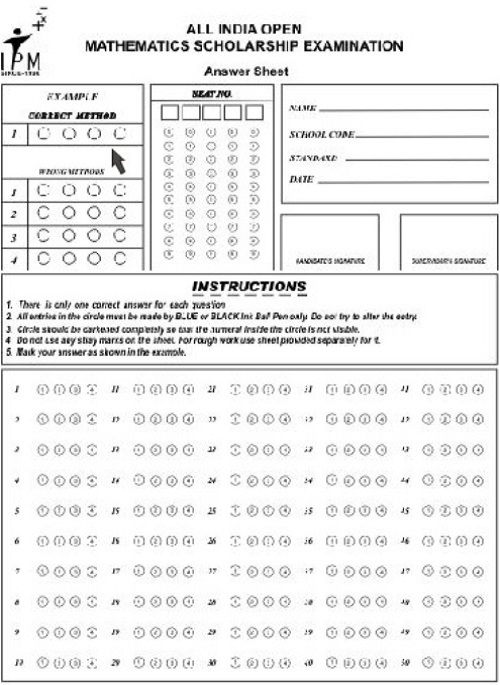 IPM
SINCE-1996
ALL INDIA OPEN
MATHEMATICS SCHOLARSHIP EXAMINATION
Answer Sheet
EXAMPLE
CORRECT METHOD
1
WRONG METHODS
1
2
3
4
SEAT NO.
NAME
SCHOOL CODE
STANDARD
DATE
CANDIDATE'S SIGNATURE
SUPERVISOR'S SIGNATURE
INSTRUCTIONS
1. There is only one correct answer for each question
2. All entries in the circle must be made by BLUE or BLACK Ink Ball Pen only. Do not try to alter the entry.
3. Circle should be darkened completely so that the numeral inside the circle is not visible.
4. Do not use any stray marks on the sheet. For rough work use sheet provided separately for it.
5. Mark your answer as shown in the example.
1 1 2 3 4 11 1 2 3 4 21 1 2 3 4 31 1 2 3 4 41 1 2 3 4
2 1 2 3 4 12 1 2 3 4 22 1 2 3 4 32 1 2 3 4 42 1 2 3 4
3 1 2 3 4 13 1 2 3 4 23 1 2 3 4 33 1 2 3 4 43 1 2 3 4
4 1 2 3 4 14 1 2 3 4 24 1 2 3 4 34 1 2 3 4 44 1 2 3 4
5 1 2 3 4 15 1 2 3 4 25 1 2 3 4 35 1 2 3 4 45 1 2 3 4
6 1 2 3 4 16 1 2 3 4 26 1 2 3 4 36 1 2 3 4 46 1 2 3 4
7 1 2 3 4 17 1 2 3 4 27 1 2 3 4 37 1 2 3 4 47 1 2 3 4
8 1 2 3 4 18 1 2 3 4 28 1 2 3 4 38 1 2 3 4 48 1 2 3 4
9 1 2 3 4 19 1 2 3 4 29 1 2 3 4 39 1 2 3 4 49 1 2 3 4
10 1 2 3 4 20 1 2 3 4 30 1 2 3 4 40 1 2 3 4 50 1 2 3 4